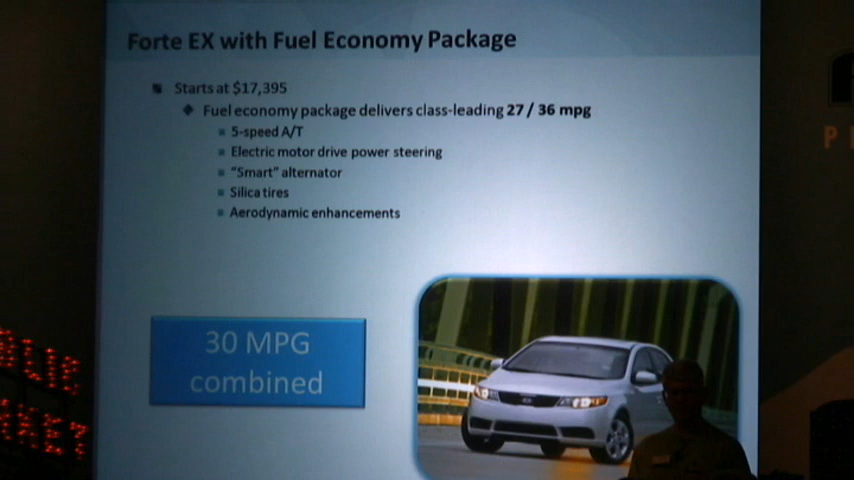 Forte EX with Fuel Economy Package
Starts at $17,395
Fuel economy package delivers class-leading 27 / 36 mpg
5-speed A/T
Electric motor drive power steering
"Smart" alternator
Silica tires
Aerodynamic enhancements
30 MPG
combined